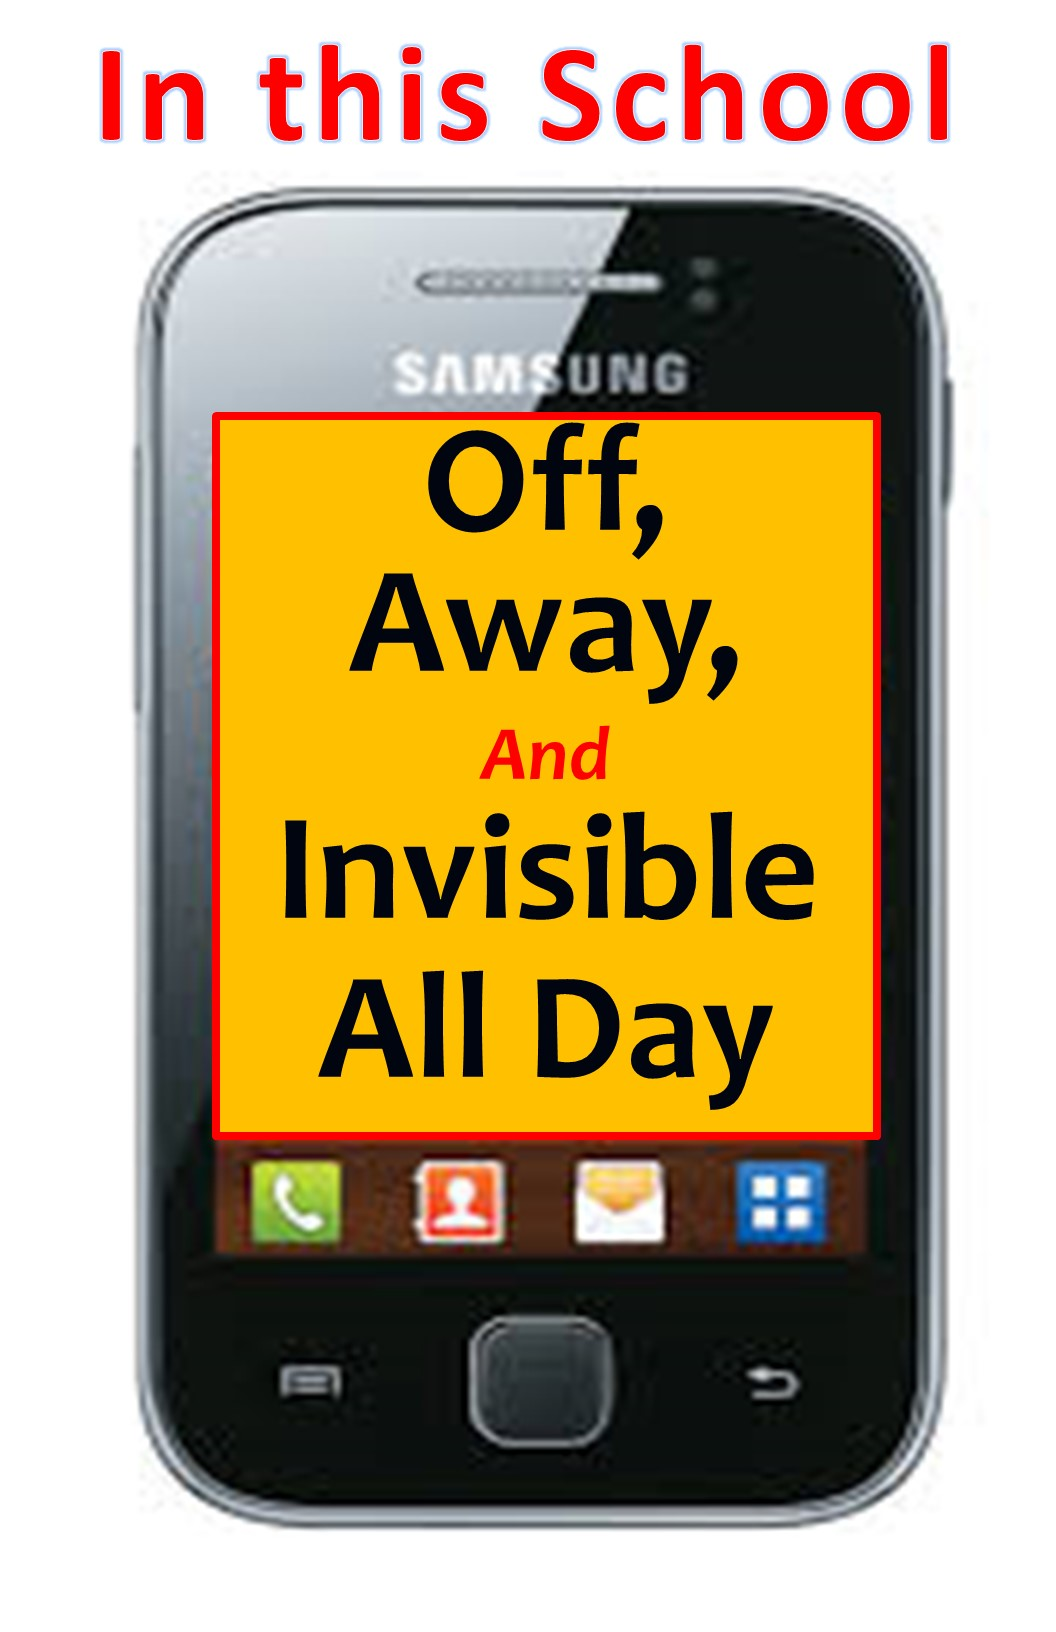 In this School
SAMSUNG
Off,
Away,
And
Invisible
All Day